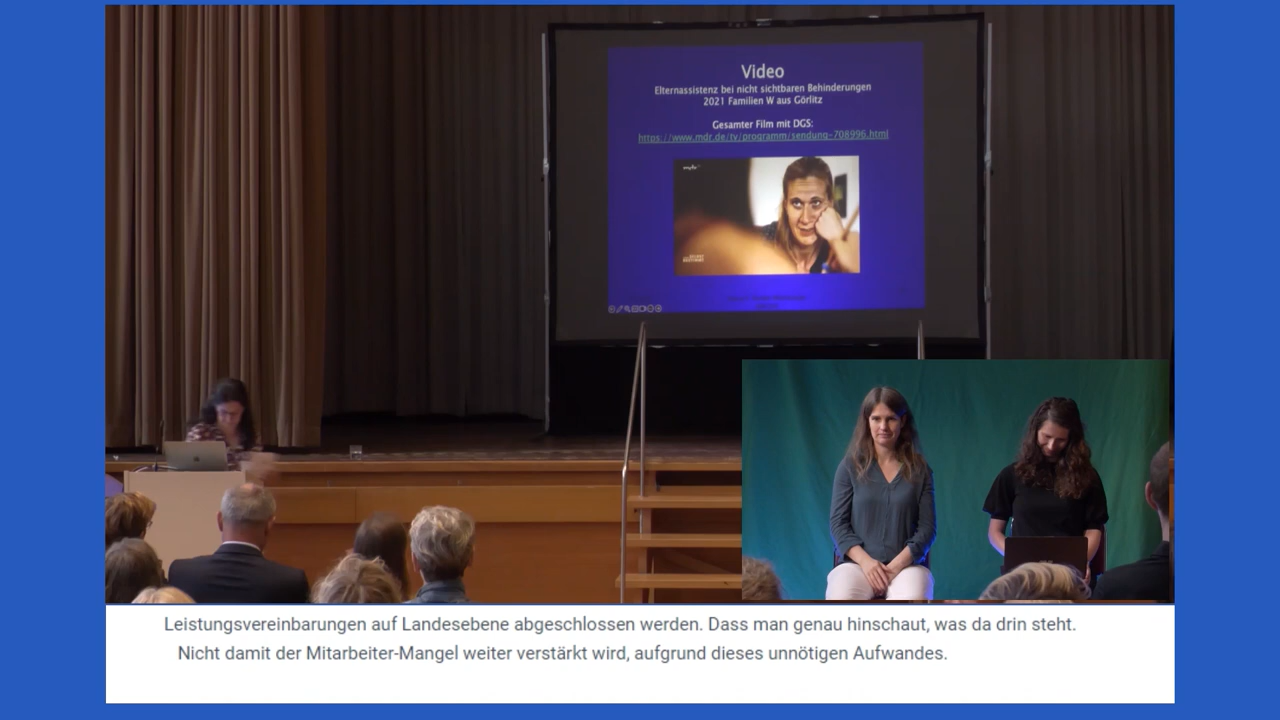 Video
Elternassistenz bei nicht sichtbaren Behinderungen
2021 Familien W aus Görlitz
Gesamter Film mit DGS:
https://www.mdr.de/tv/programm/sendung-708996.html
Leistungsvereinbarungen auf Landesebene abgeschlossen werden. Dass man genau hinschaut, was da drin steht.
Nicht damit der Mitarbeiter-Mangel weiter verstärkt wird, aufgrund dieses unnötigen Aufwandes.